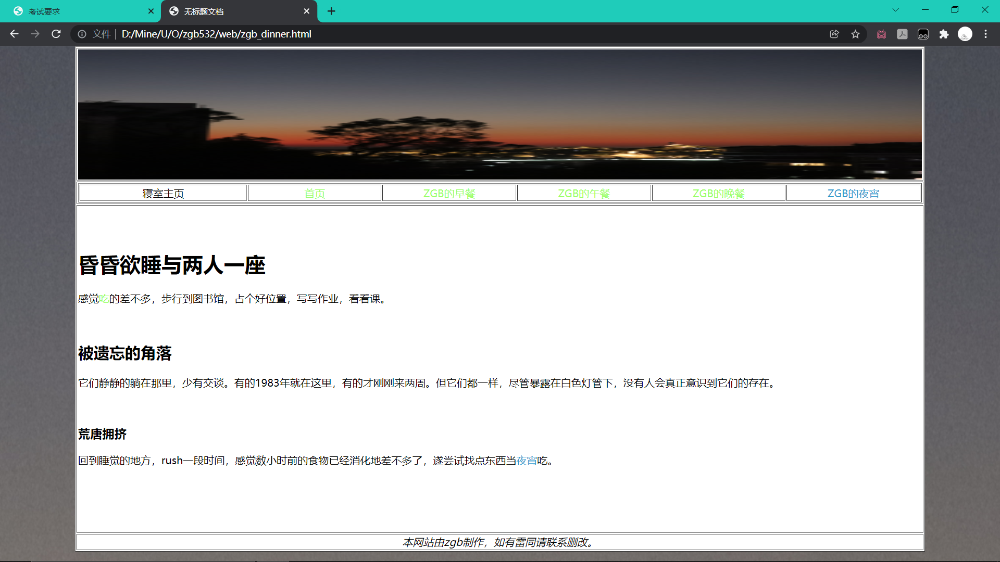 考试要求
无标题文档
文件 | D:/Mine/U/O/zgb532/web/zgb_dinner.html
寝室主页 首页 ZGB的早餐 ZGB的午餐 ZGB的晚餐 ZGB的夜宵
昏昏欲睡与两人一座
感觉吃的差不多，步行到图书馆，占个好位置，写写作业，看看课。
被遗忘的角落
它们静静的躺在那里，少有交谈。有的1983年就在这里，有的才刚刚来两周。但它们都一样，尽管暴露在白色灯管下，没有人会真正意识到它们的存在。
荒唐拥挤
回到睡觉的地方，rush一段时间，感觉数小时前的食物已经消化地差不多了，遂尝试找点东西当夜宵吃。
本网站由zgb制作，如有雷同请联系删改。